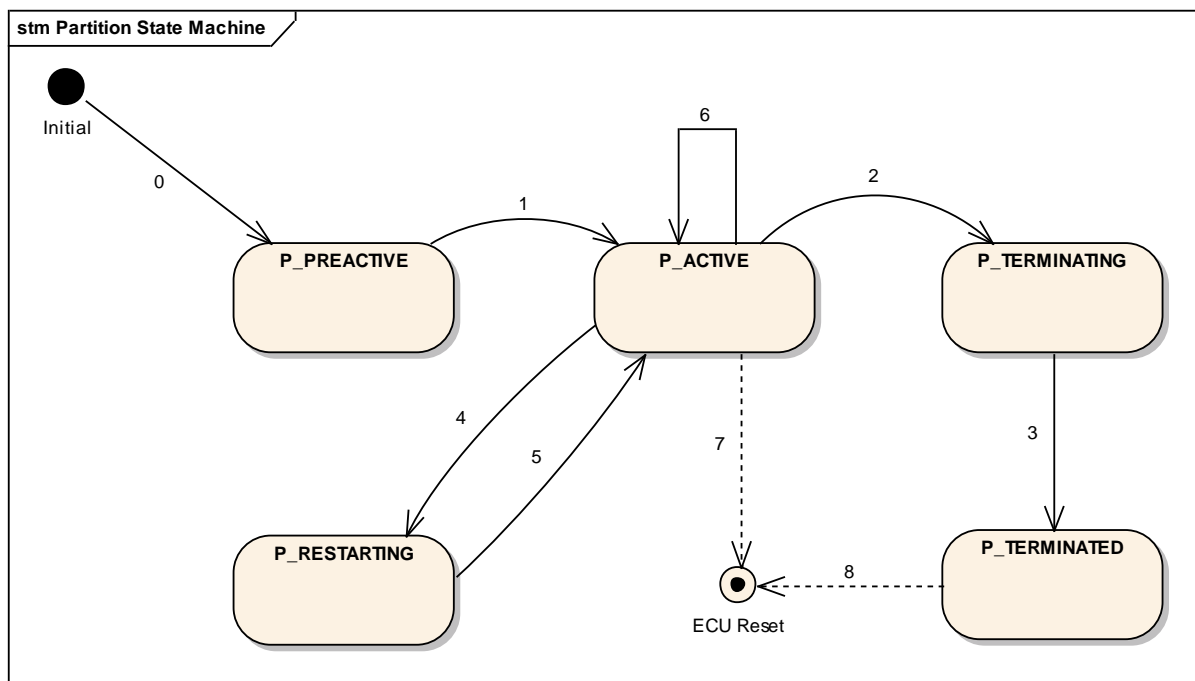 stm Partition State Machine
Initial
0
1
6
2
P_PREACTIVE
P_ACTIVE
P_TERMINATING
4
5
7
3
P_RESTARTING
P_TERMINATED
8
ECU Reset